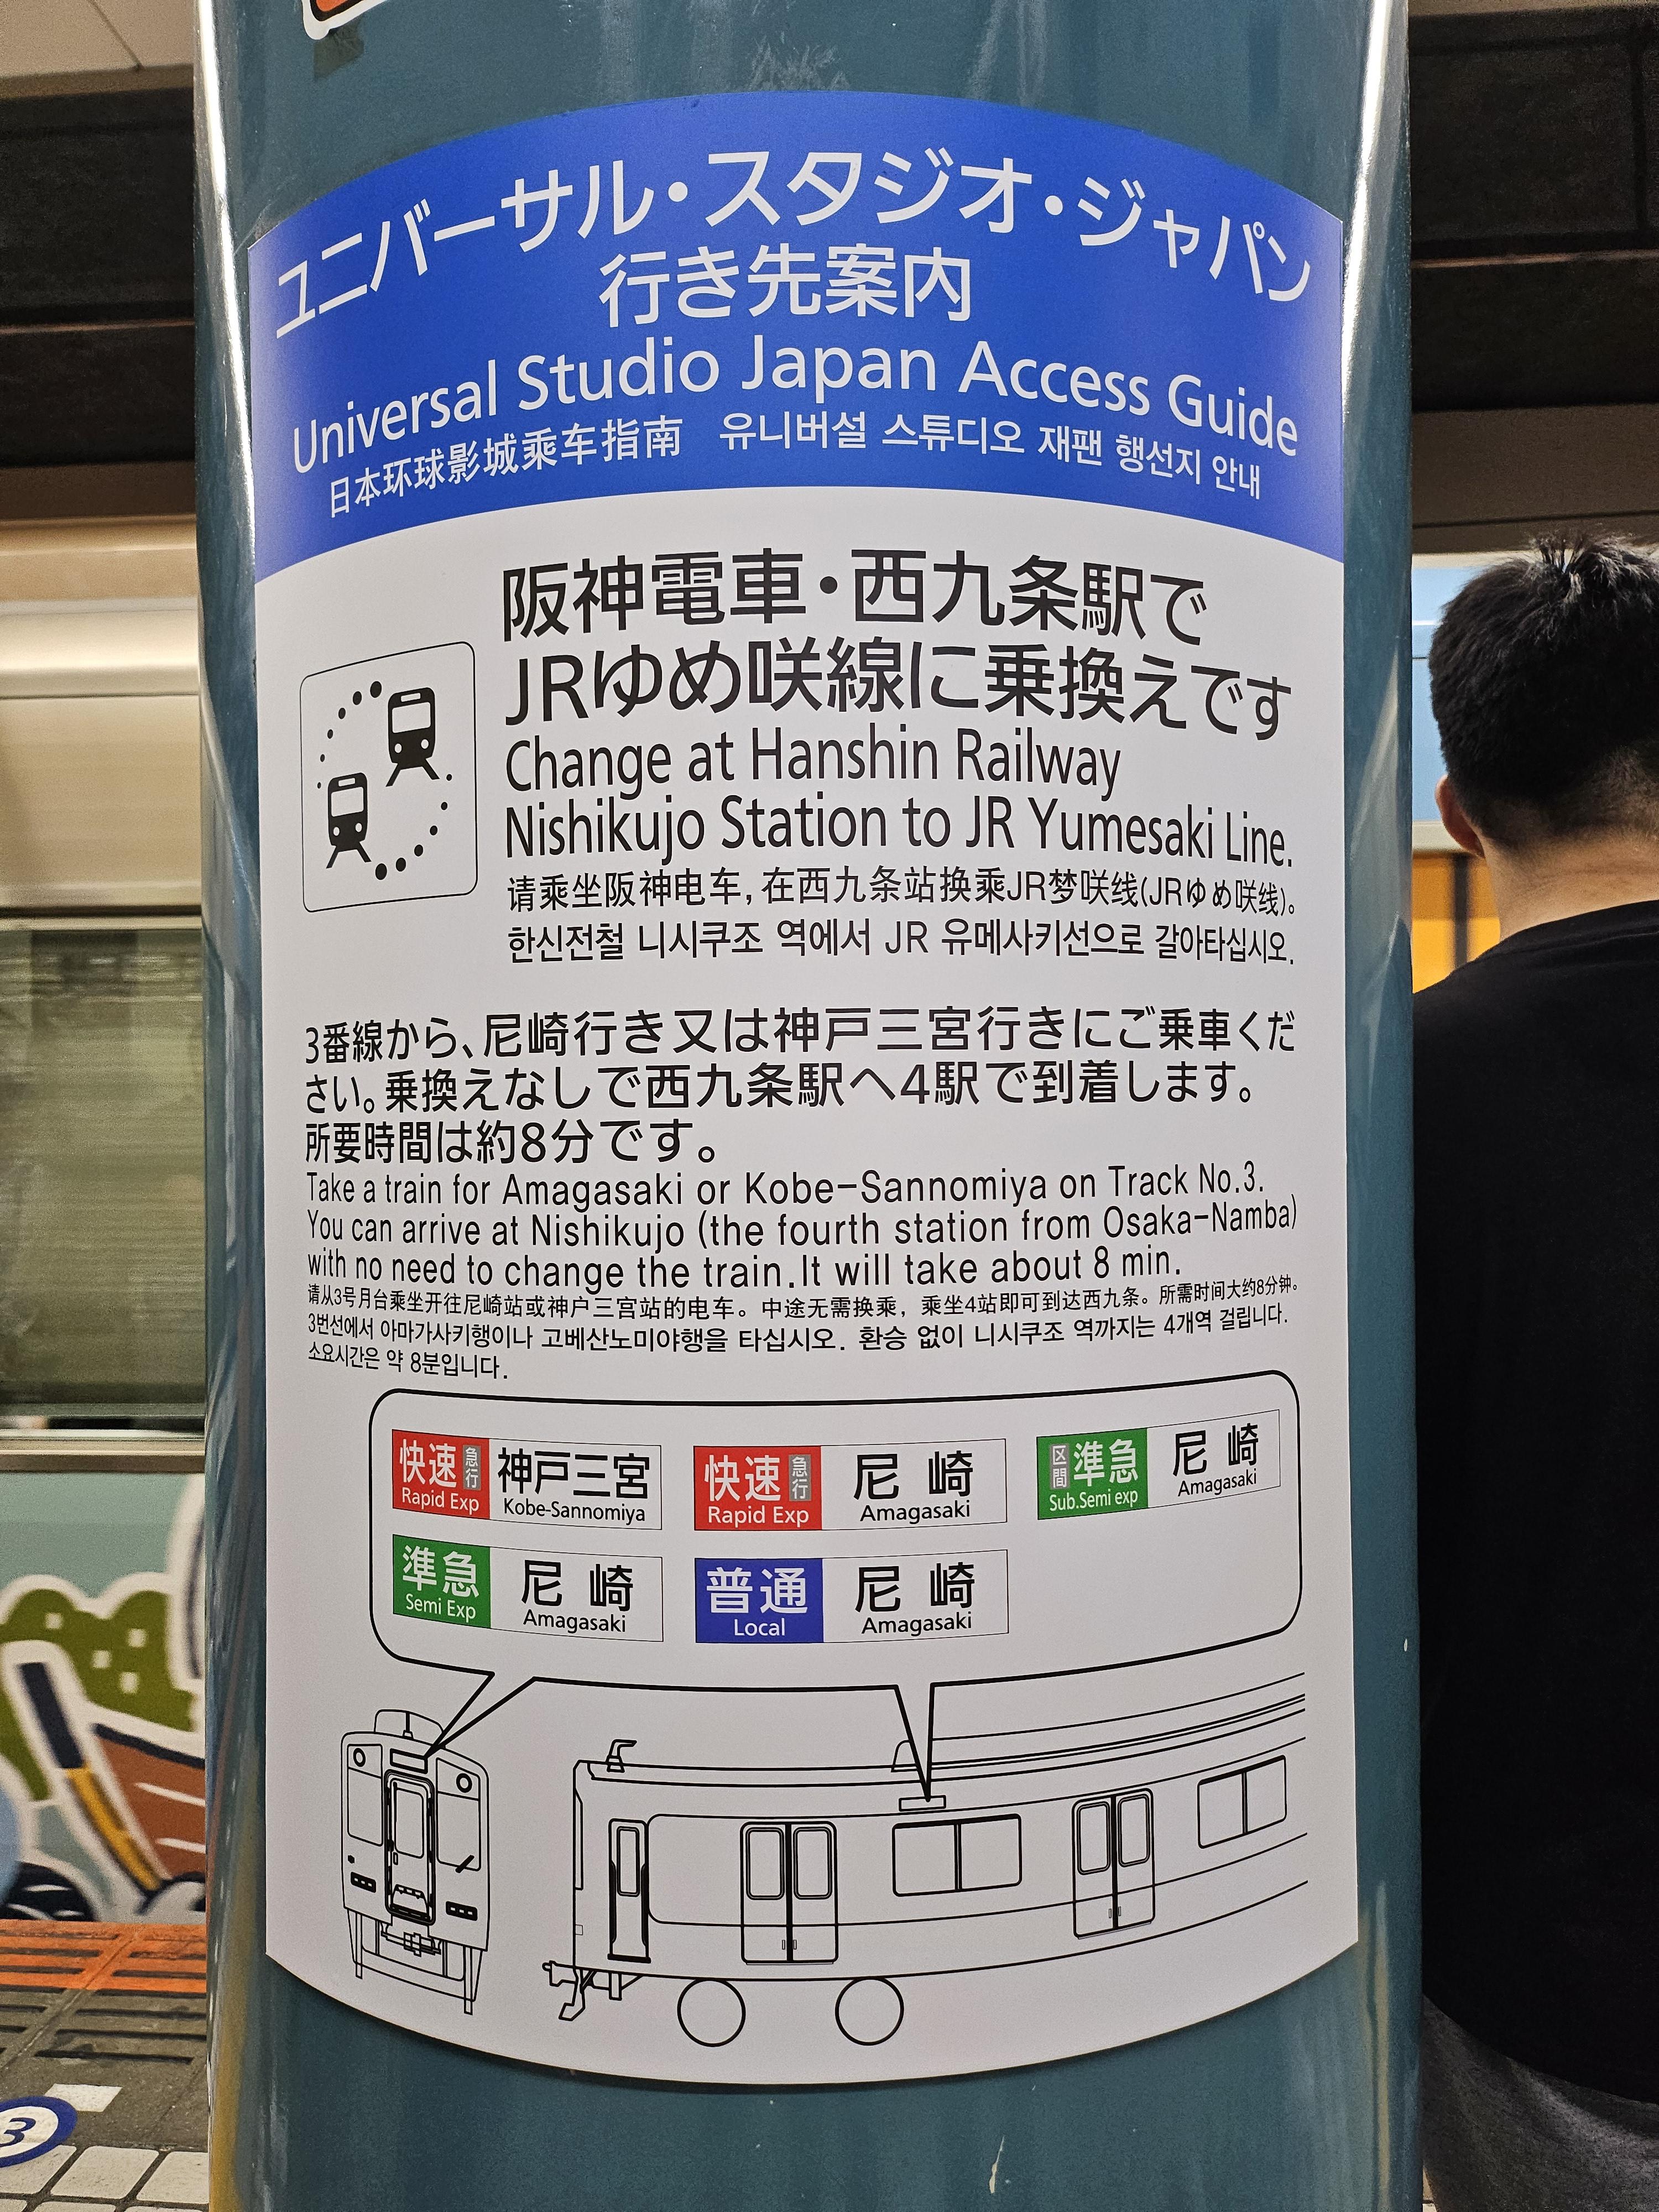 ユニバーサル・スタジオ・ジャパン
行き先案内
Universal Studio Japan Access Guide
日本环球影城乘车指南 유니버설 스튜디오 재팬 행선지 안내
阪神電車・西九条駅で
JRゆめ咲線に乗換えです
Change at Hanshin Railway
Nishikujo Station to JR Yumesaki Line.
请乘坐阪神电车,在西九条站换乘JR梦咲线(JRゆめ咲线)。
한신전철 니시쿠조 역에서 JR 유메사키선으로 갈아타십시오.
3番線から、尼崎行き又は神戸三宮行きにご乗車くだ
さい。乗換えなしで西九条駅へ4駅で到着します。
所要時間は約8分です。
Take a train for Amagasaki or Kobe-Sannomiya on Track No.3.
You can arrive at Nishikujo (the fourth station from Osaka-Namba)
with no need to change the train.It will take about 8 min.
请从3号月台乘坐开往尼崎站或神户三宫站的电车。中途无需换乘，乘坐4站即可到达西九条。所需时间大约8分钟。
3번선에서 아마가사키행이나 고베산노미야행을 타십시오. 환승 없이 니시쿠조 역까지는 4개역 걸립니다.
소요시간은 약 8분입니다.
快速急行 神戸三宮 快速急行 尼崎 区間準急 尼崎
Rapid Exp Kobe-Sannomiya Rapid Exp Amagasaki Sub.Semi exp Amagasaki
準急 尼崎 普通 尼崎
Semi Exp Amagasaki Local Amagasaki
3